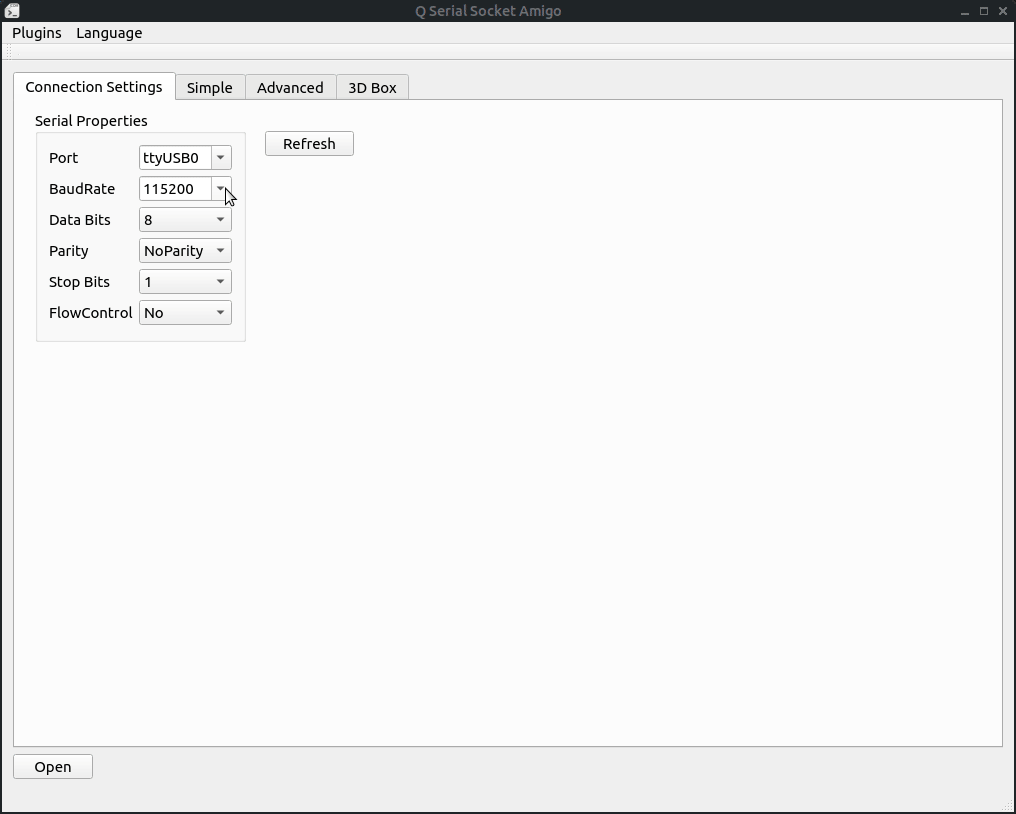 Q Serial Socket Amigo
Plugins Language
Connection Settings Simple Advanced 3D Box
Serial Properties
Port ttyUSB0 Refresh
BaudRate 115200
Data Bits 8
Parity NoParity
Stop Bits 1
FlowControl No
Open